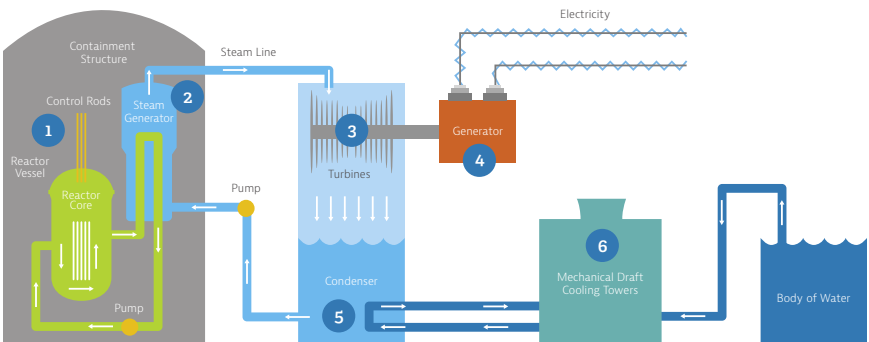 Electricity
Containment
Structure
Steam Line
2
Control Rods
Steam
Generator
1
3
Generator
4
Reactor
Vessel
Turbines
Reactor
Core
Pump
6
Condenser
Mechanical Draft
Cooling Towers
Body of Water
Pump
5